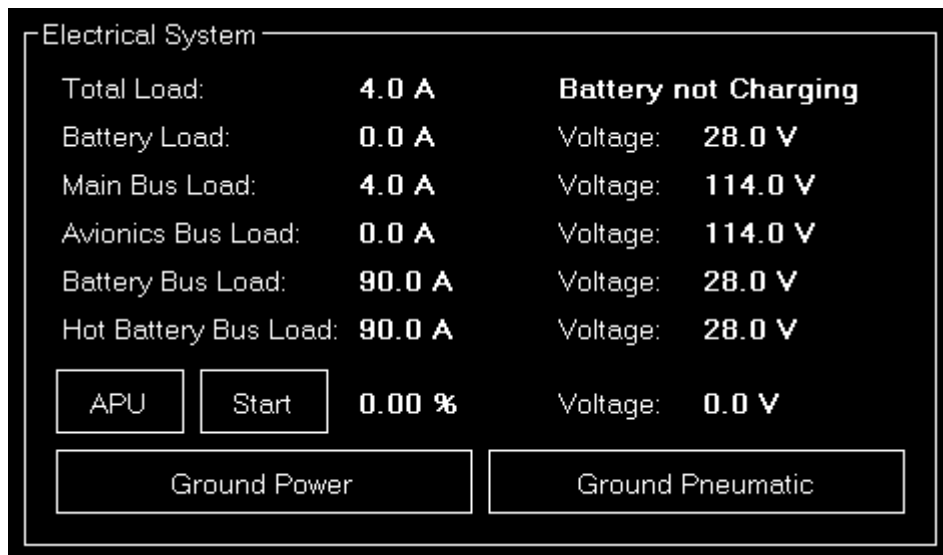 Electrical System
Total Load: 4.0 A Battery not Charging
Battery Load: 0.0 A Voltage: 28.0 V
Main Bus Load: 4.0 A Voltage: 114.0 V
Avionics Bus Load: 0.0 A Voltage: 114.0 V
Battery Bus Load: 90.0 A Voltage: 28.0 V
Hot Battery Bus Load: 90.0 A Voltage: 28.0 V
APU Start 0.00 % Voltage: 0.0 V
Ground Power Ground Pneumatic